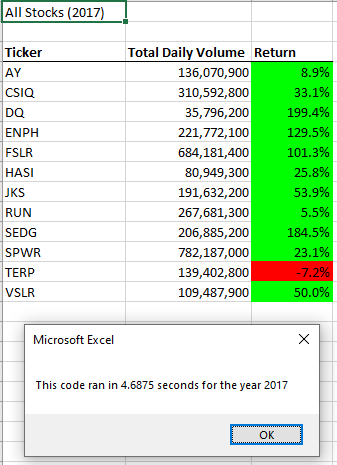 All Stocks (2017)
Ticker Total Daily Volume Return
AY 136,070,900 8.9%
CSIQ 310,592,800 33.1%
DQ 35,796,200 199.4%
ENPH 221,772,100 129.5%
FSLR 684,181,400 101.3%
HASI 80,949,300 25.8%
JKS 191,632,200 53.9%
RUN 267,681,300 5.5%
SEDG 206,885,200 184.5%
SPWR 782,187,000 23.1%
TERP 139,402,800 -7.2%
VSLR 109,487,900 50.0%
Microsoft Excel
This code ran in 4.6875 seconds for the year 2017
OK